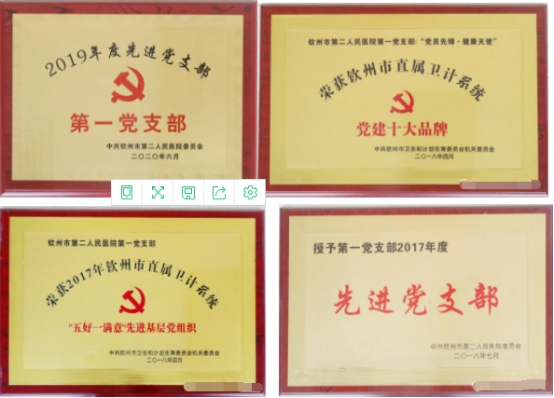 2019年度先进党支部
第一党支部
中共钦州市第二人民医院委员会
二〇二〇年六月
钦州市第二人民医院第一党支部：“党员先锋·健康天使”
荣获钦州市直属卫计系统
党建十大品牌
中共钦州市卫生和计划生育委员会机关委员会
二〇一八年四月
钦州市第二人民医院第一党支部
荣获2017年钦州市直属卫计系统
“五好一满意”先进基层党组织
中共钦州市卫生和计划生育委员会机关委员会
二〇一八年四月
授予第一党支部2017年度
先进党支部
中共钦州市第二人民医院委员会
二〇一八年七月